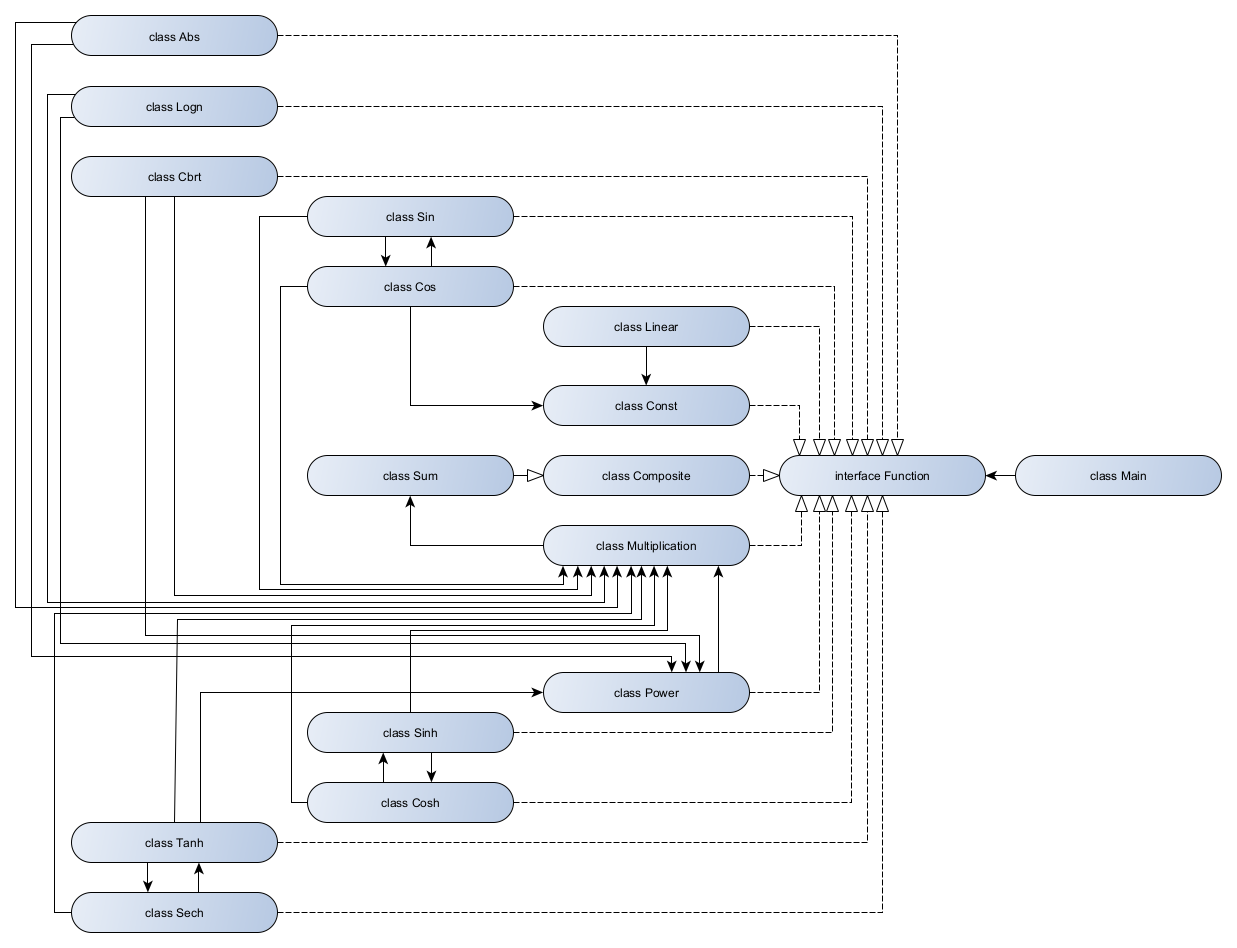 class Abs
class Logn
class Cbrt
class Sin
class Cos
class Linear
class Const
class Sum
class Composite
interface Function
class Main
class Multiplication
class Power
class Sinh
class Cosh
class Tanh
class Sech